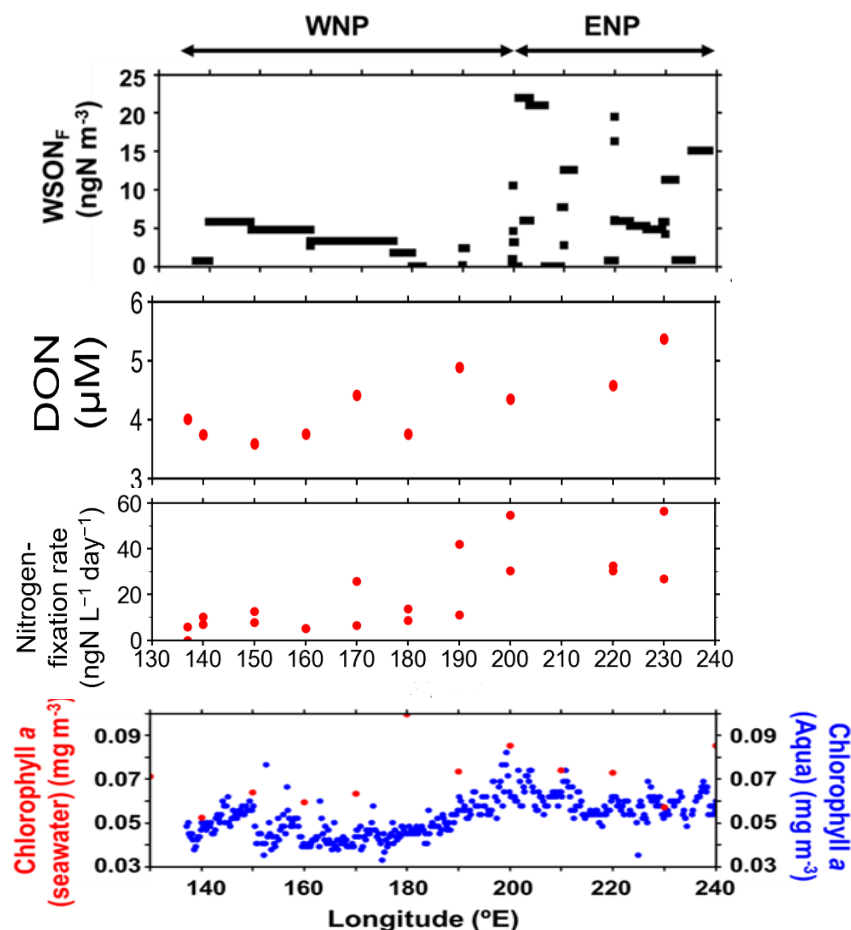 WNP ENP
WSON_F
(ngN m⁻³)
25
20
15
10
5
0
DON
(µM)
6
5
4
3
Nitrogen-
fixation rate
(ngN L⁻¹ day⁻¹)
60
40
20
0
130 140 150 160 170 180 190 200 210 220 230 240
Chlorophyll a
(seawater) (mg m⁻³)
0.09
0.07
0.05
0.03
0.09
0.07
0.05
0.03
Chlorophyll a
(Aqua) (mg m⁻³)
140 160 180 200 220 240
Longitude (ºE)